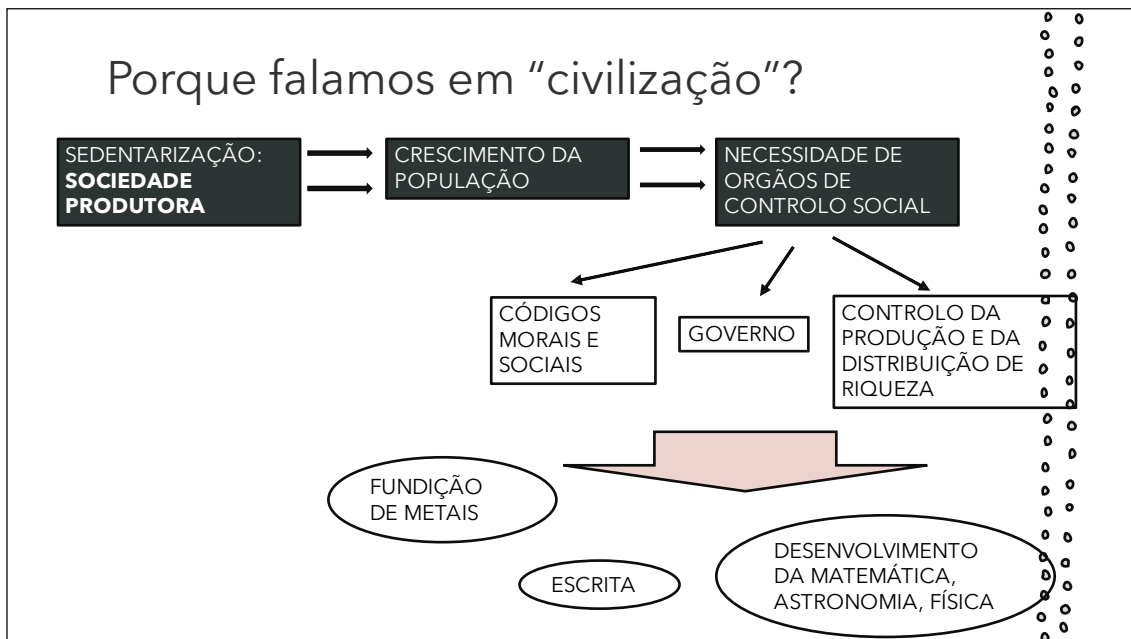 Porque falamos em “civilização”?
SEDENTARIZAÇÃO:
SOCIEDADE
PRODUTORA
CRESCIMENTO DA
POPULAÇÃO
NECESSIDADE DE
ORGÃOS DE
CONTROLO SOCIAL
CÓDIGOS
MORAIS E
SOCIAIS
GOVERNO
CONTROLO DA
PRODUÇÃO E DA
DISTRIBUIÇÃO DE
RIQUEZA
FUNDIÇÃO
DE METAIS
ESCRITA
DESENVOLVIMENTO
DA MATEMÁTICA,
ASTRONOMIA, FÍSICA